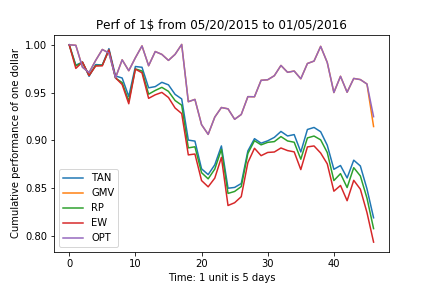 Perf of 1$ from 05/20/2015 to 01/05/2016
Cumulative performance of one dollar
1.00
0.95
0.90
0.85
0.80
TAN
GMV
RP
EW
OPT
0 10 20 30 40
Time: 1 unit is 5 days